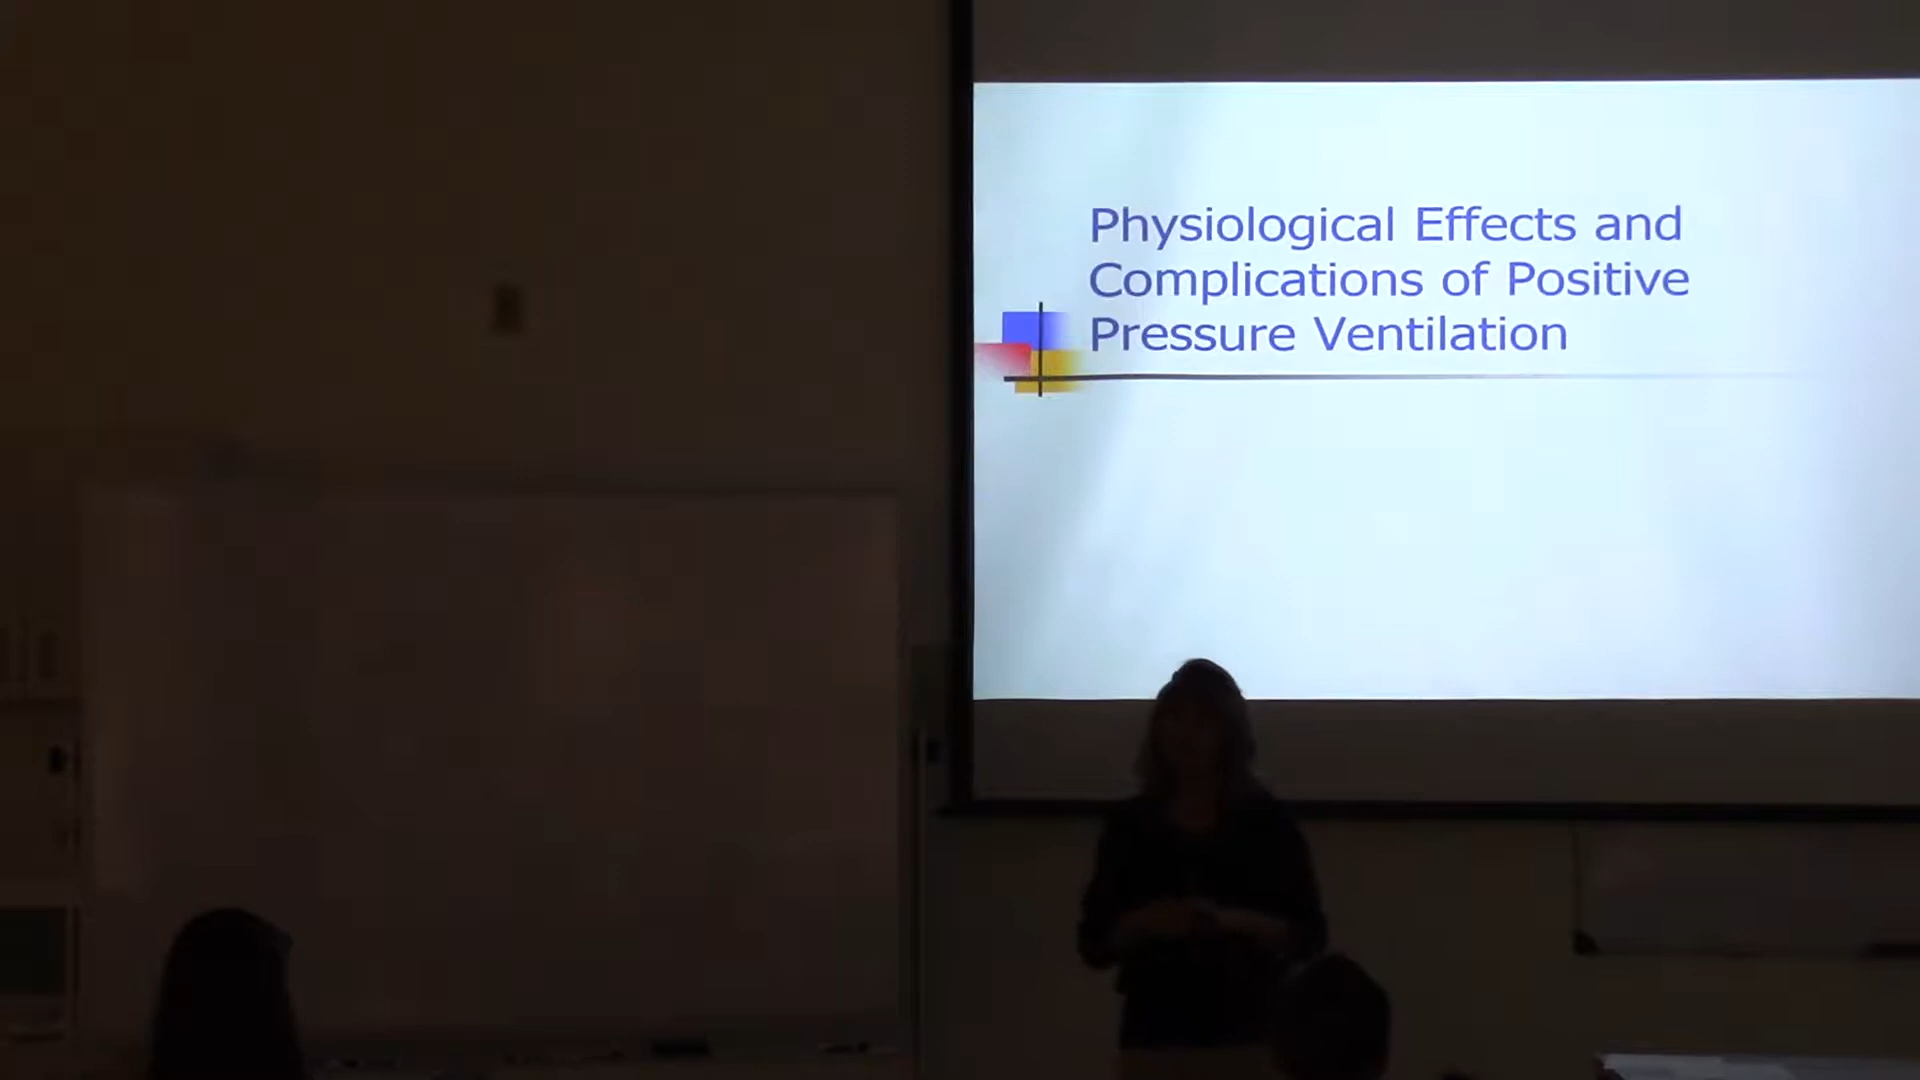 Physiological Effects and
Complications of Positive
Pressure Ventilation